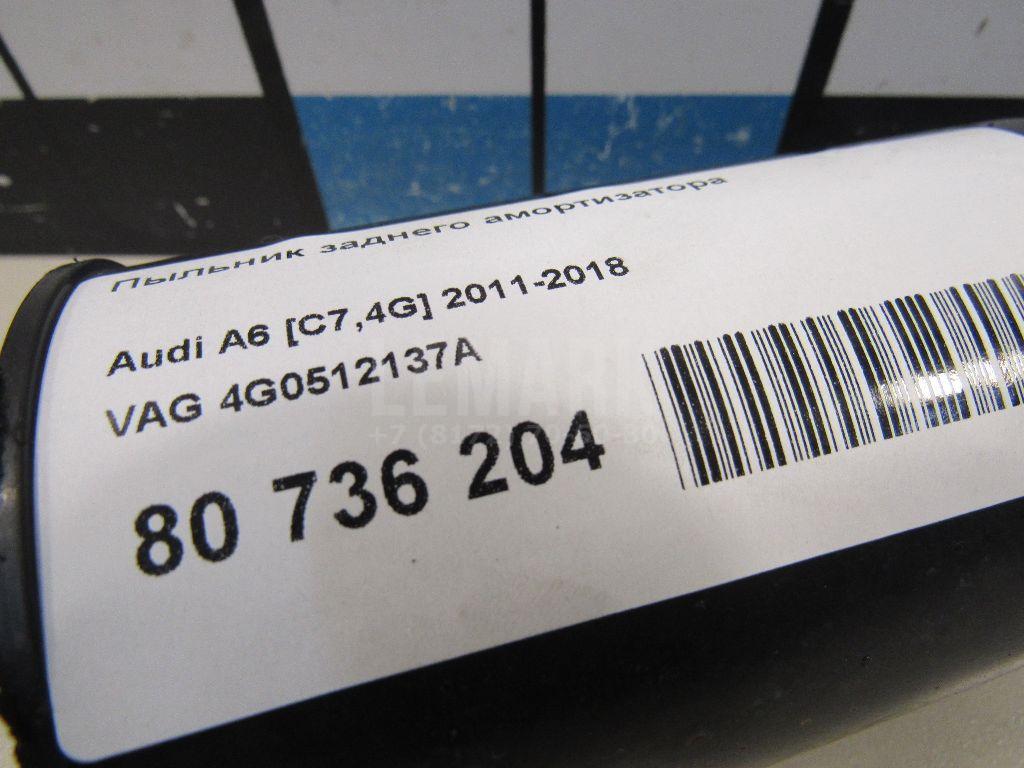 Пыльник заднего амортизатора
Audi A6 [C7,4G] 2011-2018
VAG 4G0512137A
80 736 204